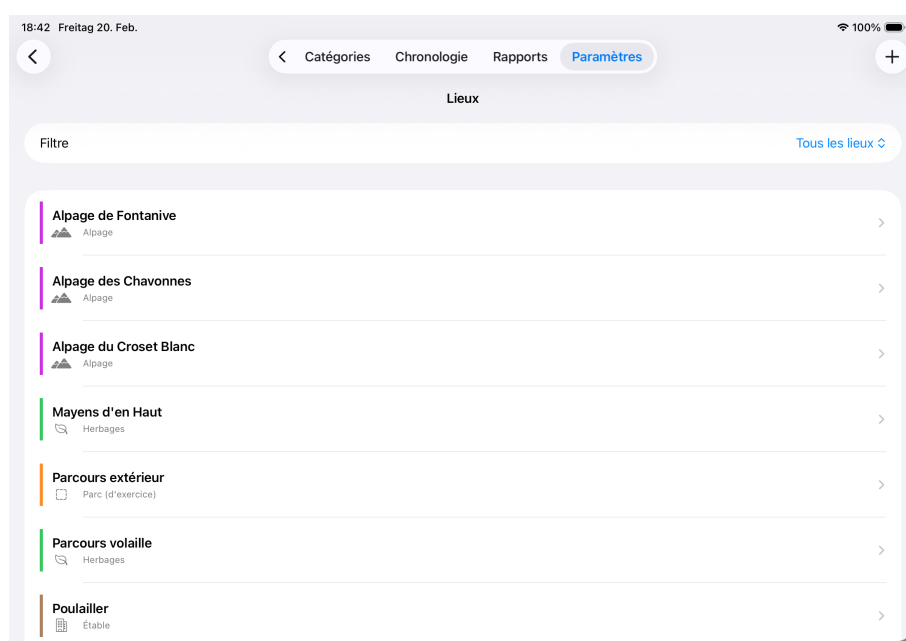 18:42 Freitag 20. Feb.
100%
Catégories Chronologie Rapports Paramètres
Lieux
Filtre
Tous les lieux
Alpage de Fontanive
Alpage
Alpage des Chavonnes
Alpage
Alpage du Croset Blanc
Alpage
Mayens d'en Haut
Herbages
Parcours extérieur
Parc (d'exercice)
Parcours volaille
Herbages
Poulailler
Étable